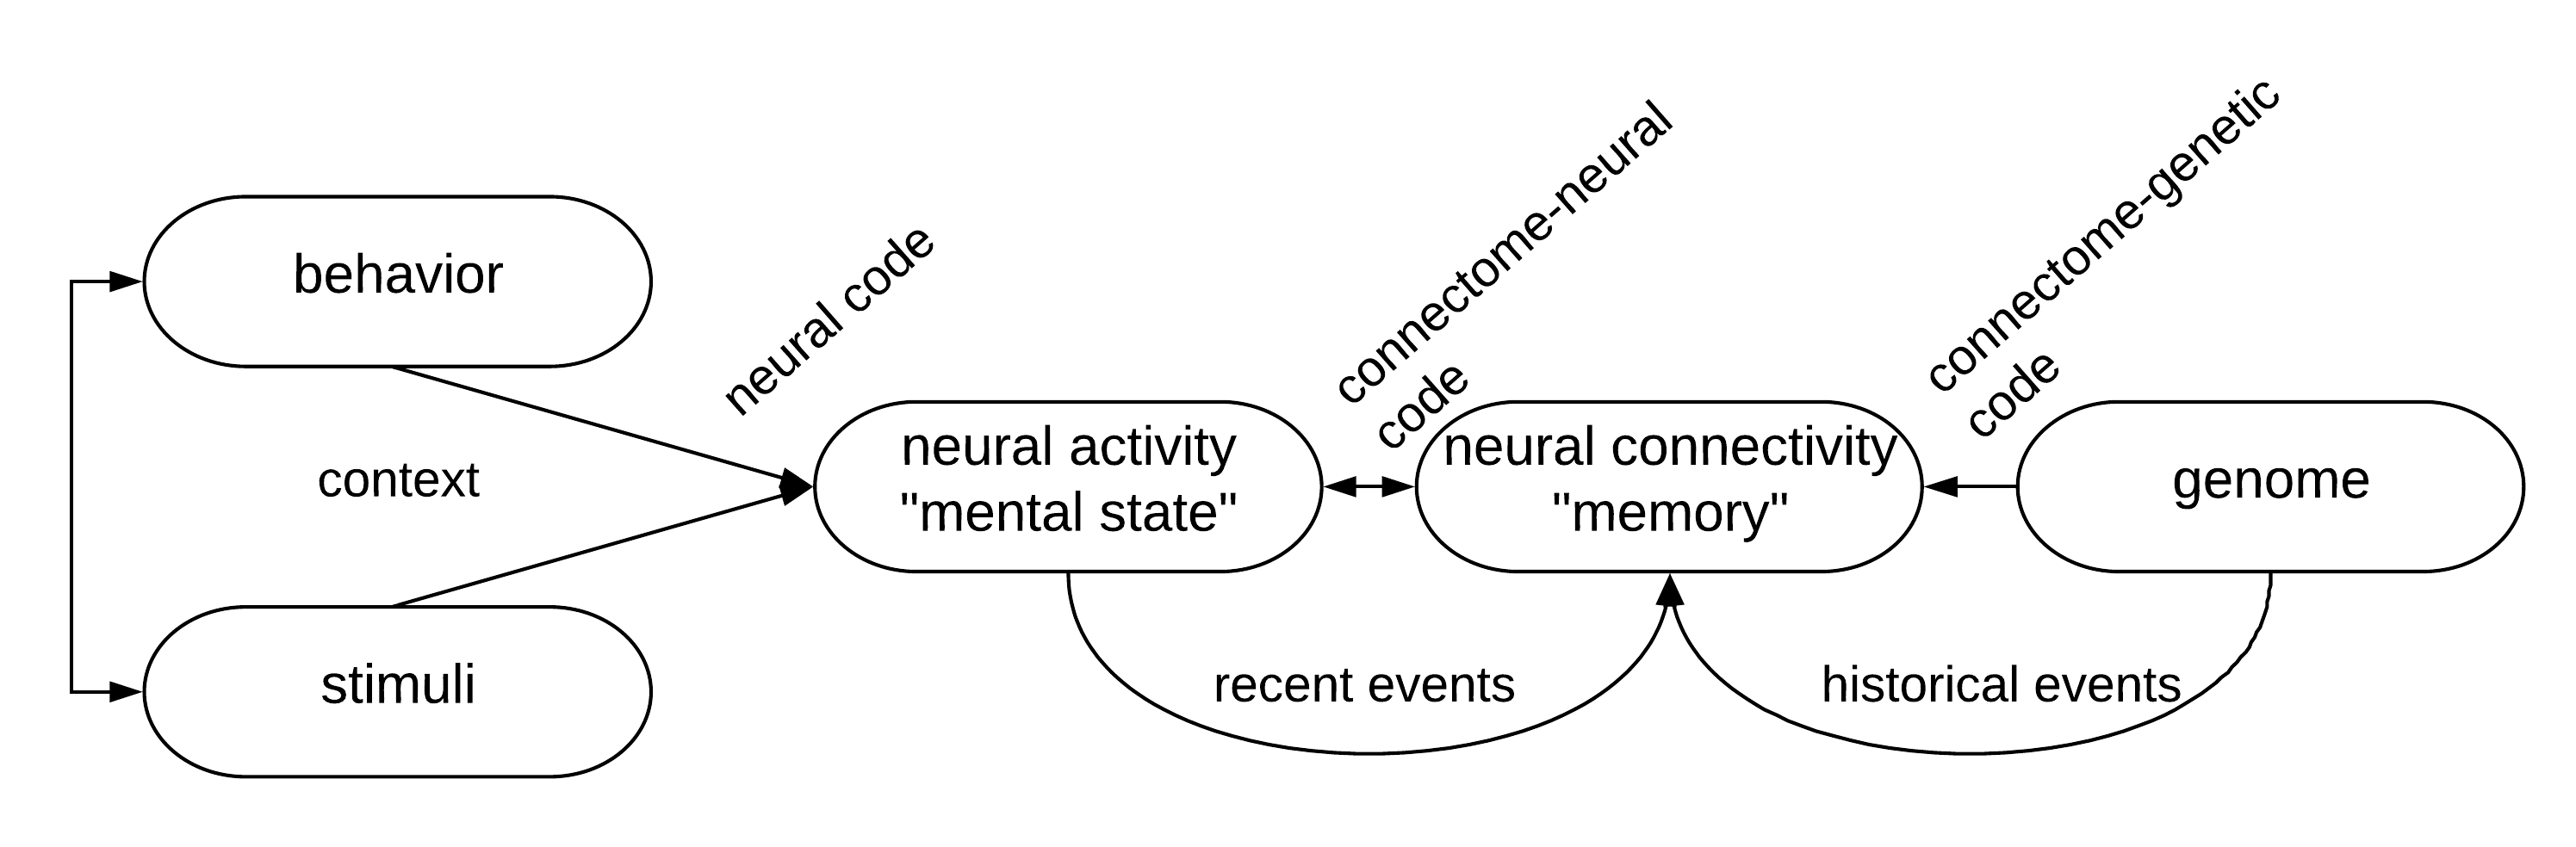 behavior
context
stimuli
neural code
neural activity
"mental state"
connectome-neural
code
neural connectivity
"memory"
connectome-genetic
code
genome
recent events
historical events